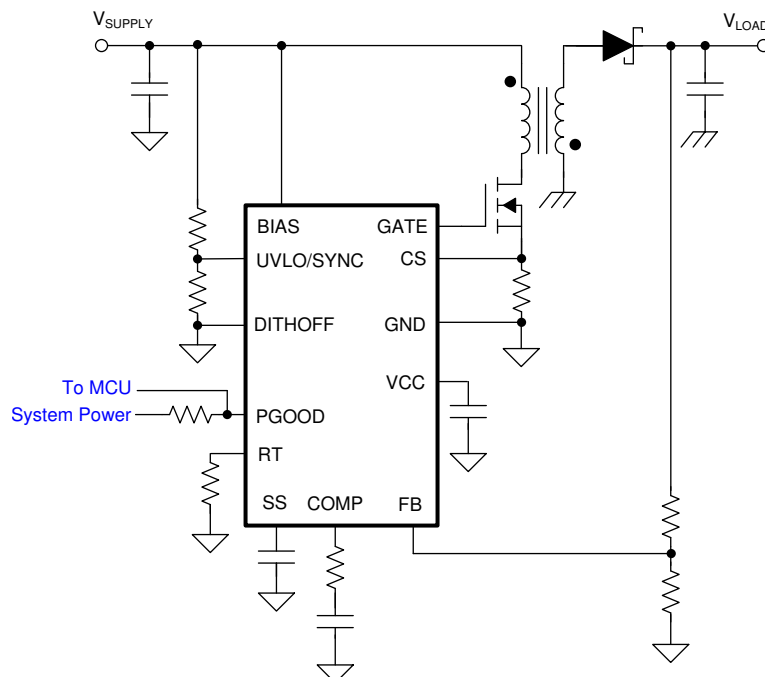 VSUPPLY
VLOAD
BIAS
GATE
UVLO/SYNC
CS
DITHOFF
GND
VCC
To MCU
System Power
PGOOD
RT
SS
COMP
FB